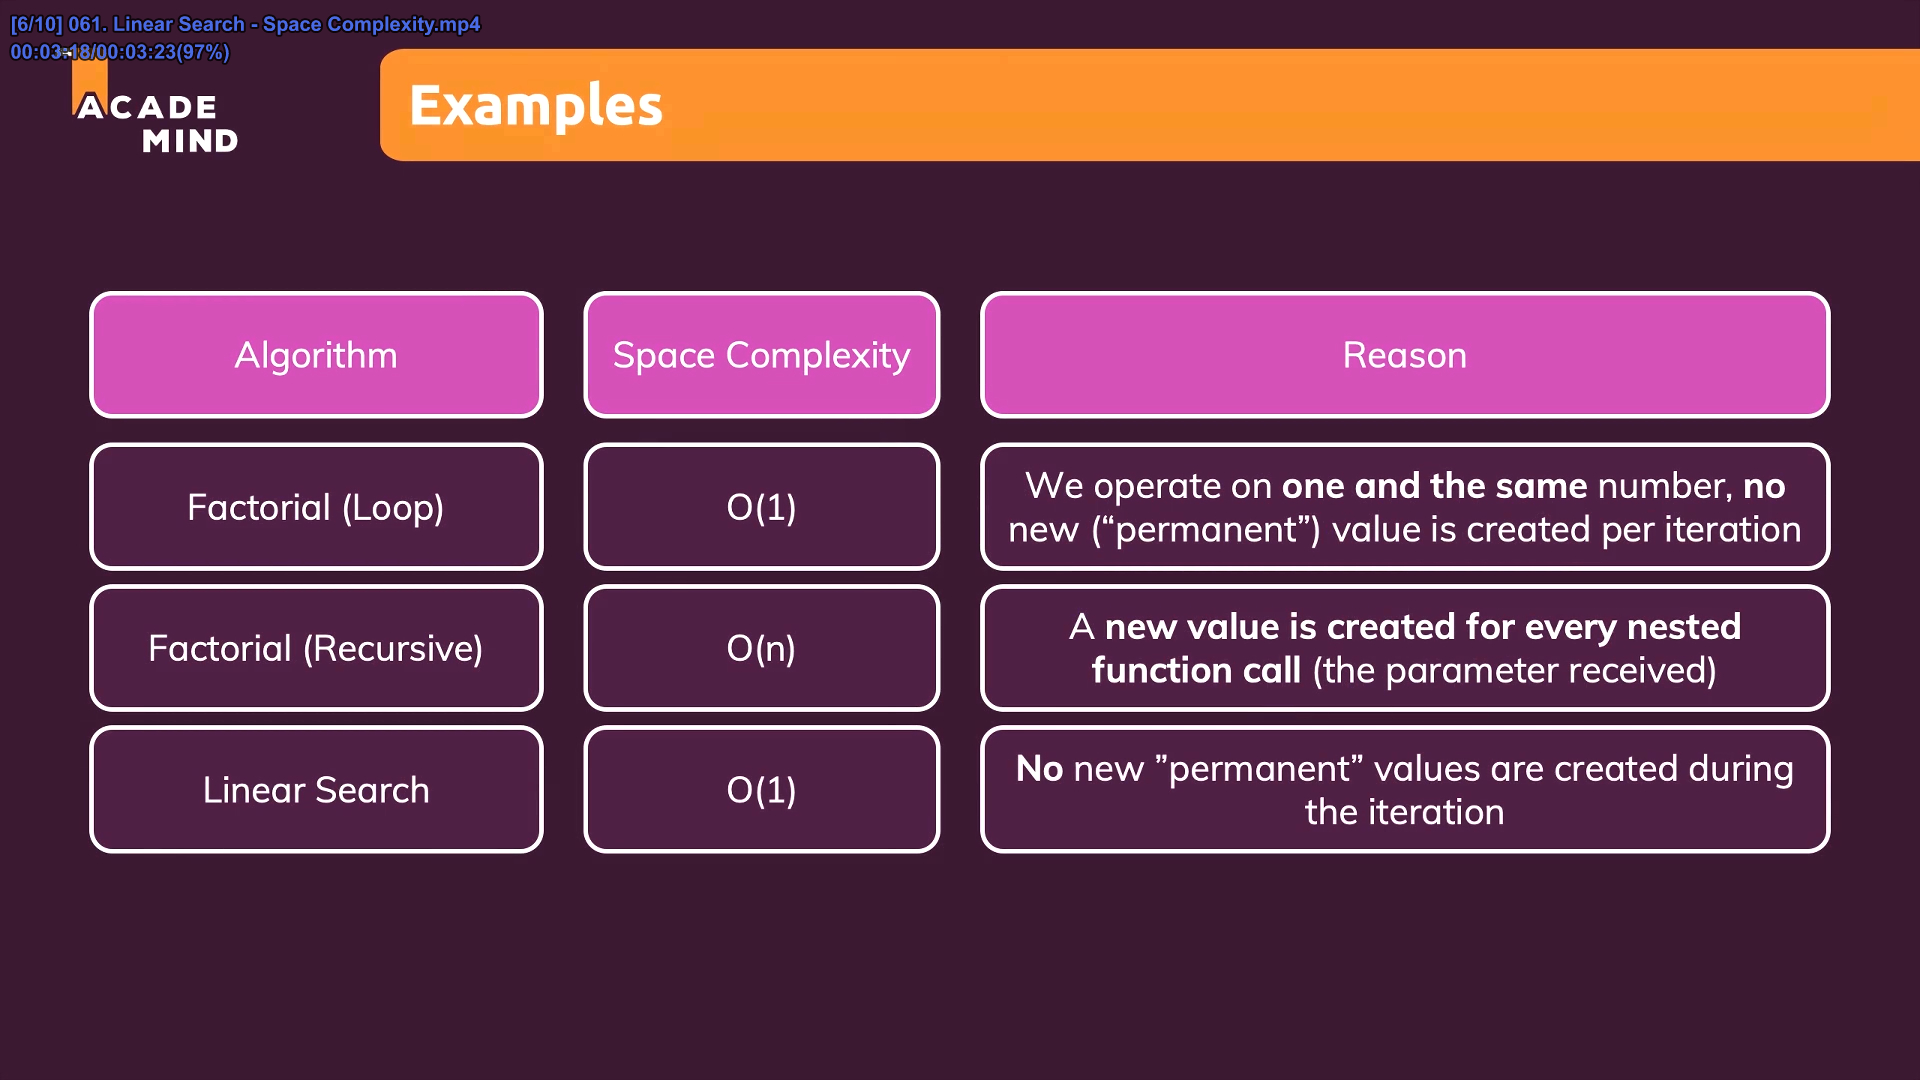 [6/10] 061. Linear Search - Space Complexity.mp4
00:03:18/00:03:23(97%)
ACADE
MIND
Examples
Algorithm
Space Complexity
Reason
Factorial (Loop)
O(1)
We operate on one and the same number, no
new (“permanent”) value is created per iteration
Factorial (Recursive)
O(n)
A new value is created for every nested
function call (the parameter received)
Linear Search
O(1)
No new ”permanent” values are created during
the iteration